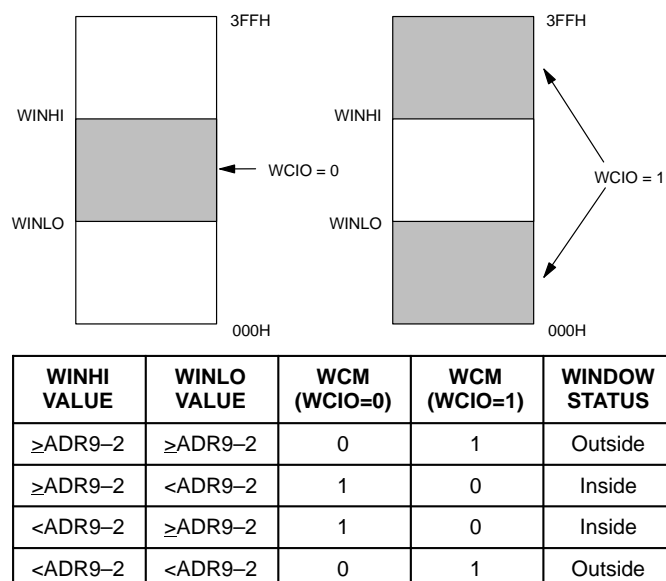 3FFH
3FFH
WINHI
WINHI
WCIO = 0
WCIO = 1
WINLO
WINLO
000H
000H
WINHI VALUE WINLO VALUE WCM (WCIO=0) WCM (WCIO=1) WINDOW STATUS
≥ADR9–2 ≥ADR9–2 0 1 Outside
≥ADR9–2 <ADR9–2 1 0 Inside
<ADR9–2 ≥ADR9–2 1 0 Inside
<ADR9–2 <ADR9–2 0 1 Outside